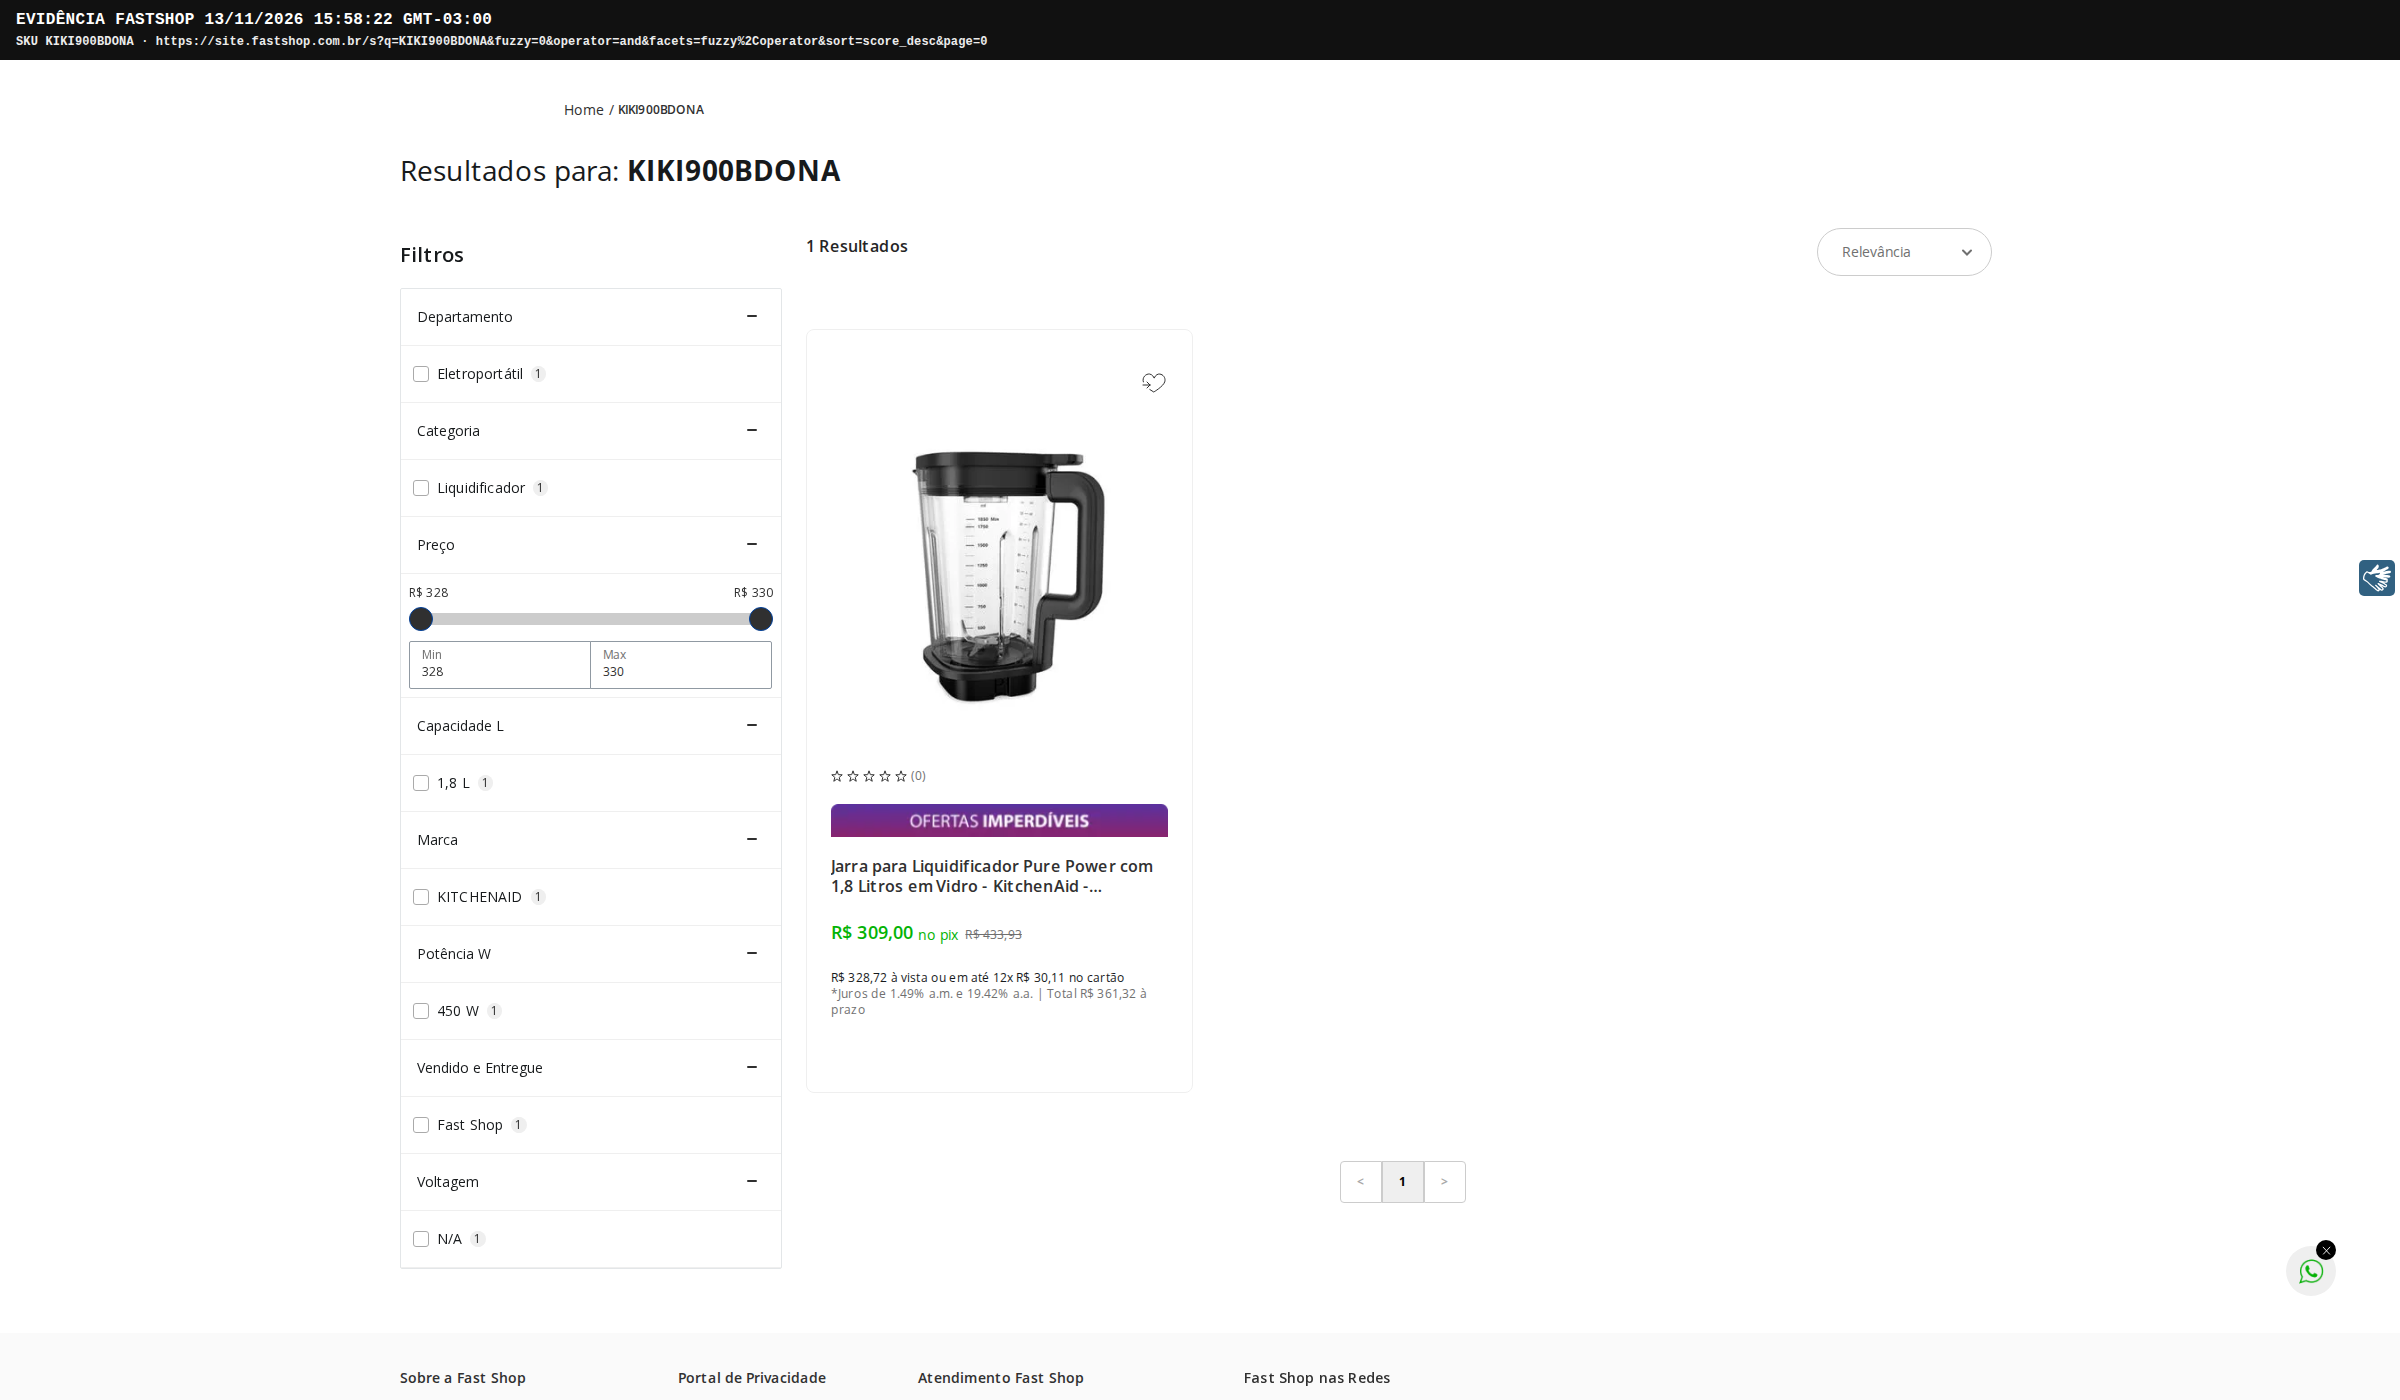 EVIDÊNCIA FASTSHOP 13/11/2026 15:58:22 GMT-03:00
SKU KIKI900BDONA · https://site.fastshop.com.br/s?q=KIKI900BDONA&fuzzy=0&operator=and&facets=fuzzy%2Coperator&sort=score_desc&page=0
Home / KIKI900BDONA
Resultados para: KIKI900BDONA
Filtros
1 Resultados
Relevância
Departamento
Eletroportátil 1
Categoria
Liquidificador 1
Preço
R$ 328 R$ 330
Min Max
328 330
Capacidade L
1,8 L 1
Marca
KITCHENAID 1
Potência W
450 W 1
Vendido e Entregue
Fast Shop 1
Voltagem
N/A 1
(0)
OFERTAS IMPERDÍVEIS
Jarra para Liquidificador Pure Power com
1,8 Litros em Vidro - KitchenAid -...
R$ 309,00 no pix R$ 433,93
R$ 328,72 à vista ou em até 12x R$ 30,11 no cartão
*Juros de 1.49% a.m. e 19.42% a.a. | Total R$ 361,32 à
prazo
< 1 >
Sobre a Fast Shop
Portal de Privacidade
Atendimento Fast Shop
Fast Shop nas Redes